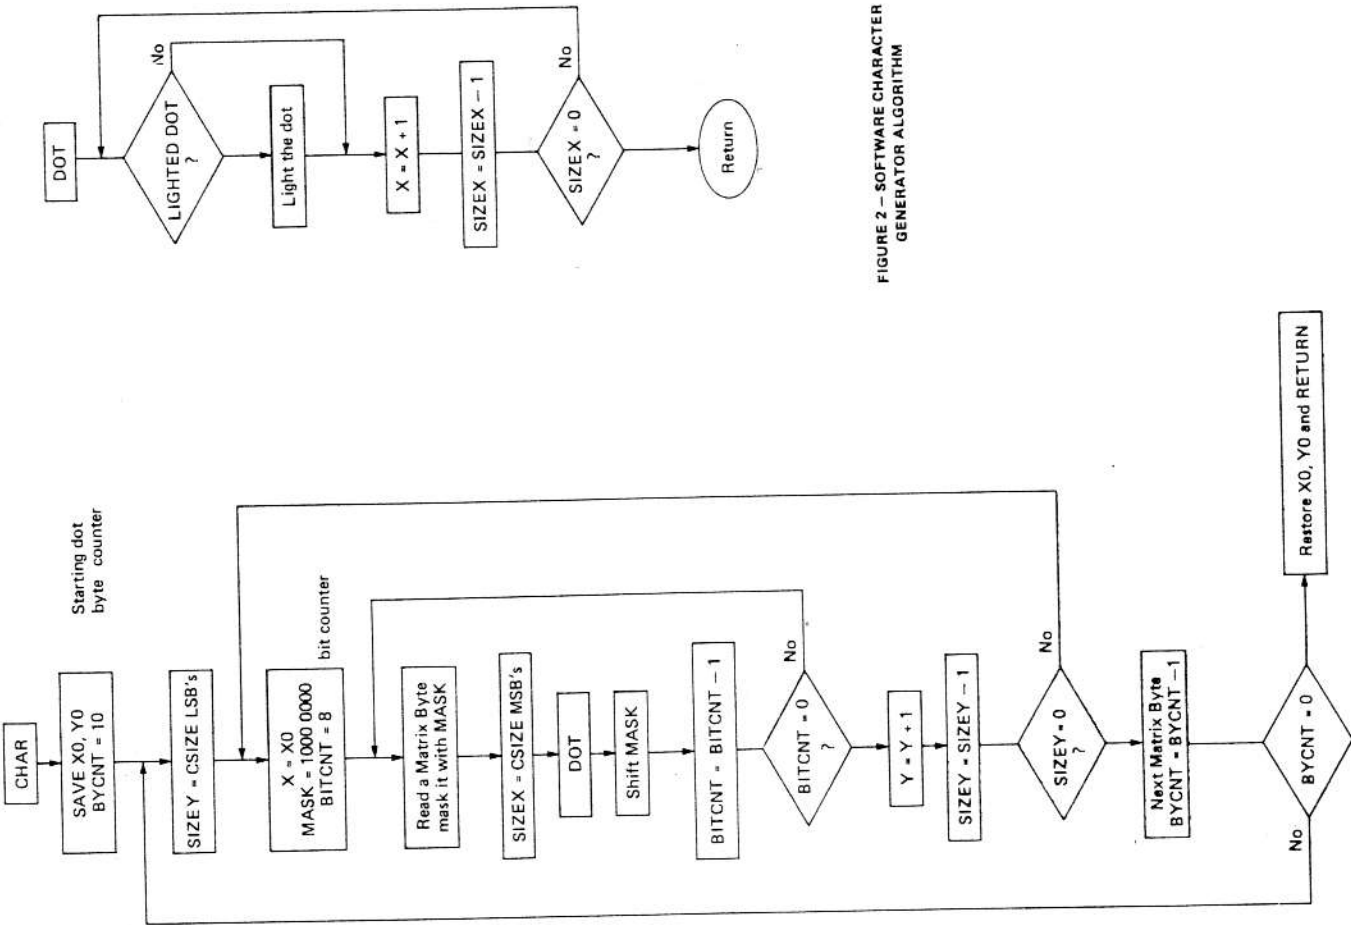 CHAR
SAVE X0, Y0
BYCNT = 10
Starting dot
byte counter
SIZEY = CSIZE LSB's
X = X0
MASK = 1000 0000
BITCNT = 8
bit counter
Read a Matrix Byte
mask it with MASK
SIZEX = CSIZE MSB's
DOT
Shift MASK
BITCNT = BITCNT - 1
BITCNT = 0
?
No
Y = Y + 1
SIZEY = SIZEY - 1
SIZEY = 0
?
No
Next Matrix Byte
BYCNT = BYCNT - 1
BYCNT = 0
No
Restore X0, Y0 and RETURN
DOT
LIGHTED DOT
?
No
Light the dot
X = X + 1
SIZEX = SIZEX - 1
SIZEX = 0
?
No
Return
FIGURE 2 – SOFTWARE CHARACTER
GENERATOR ALGORITHM